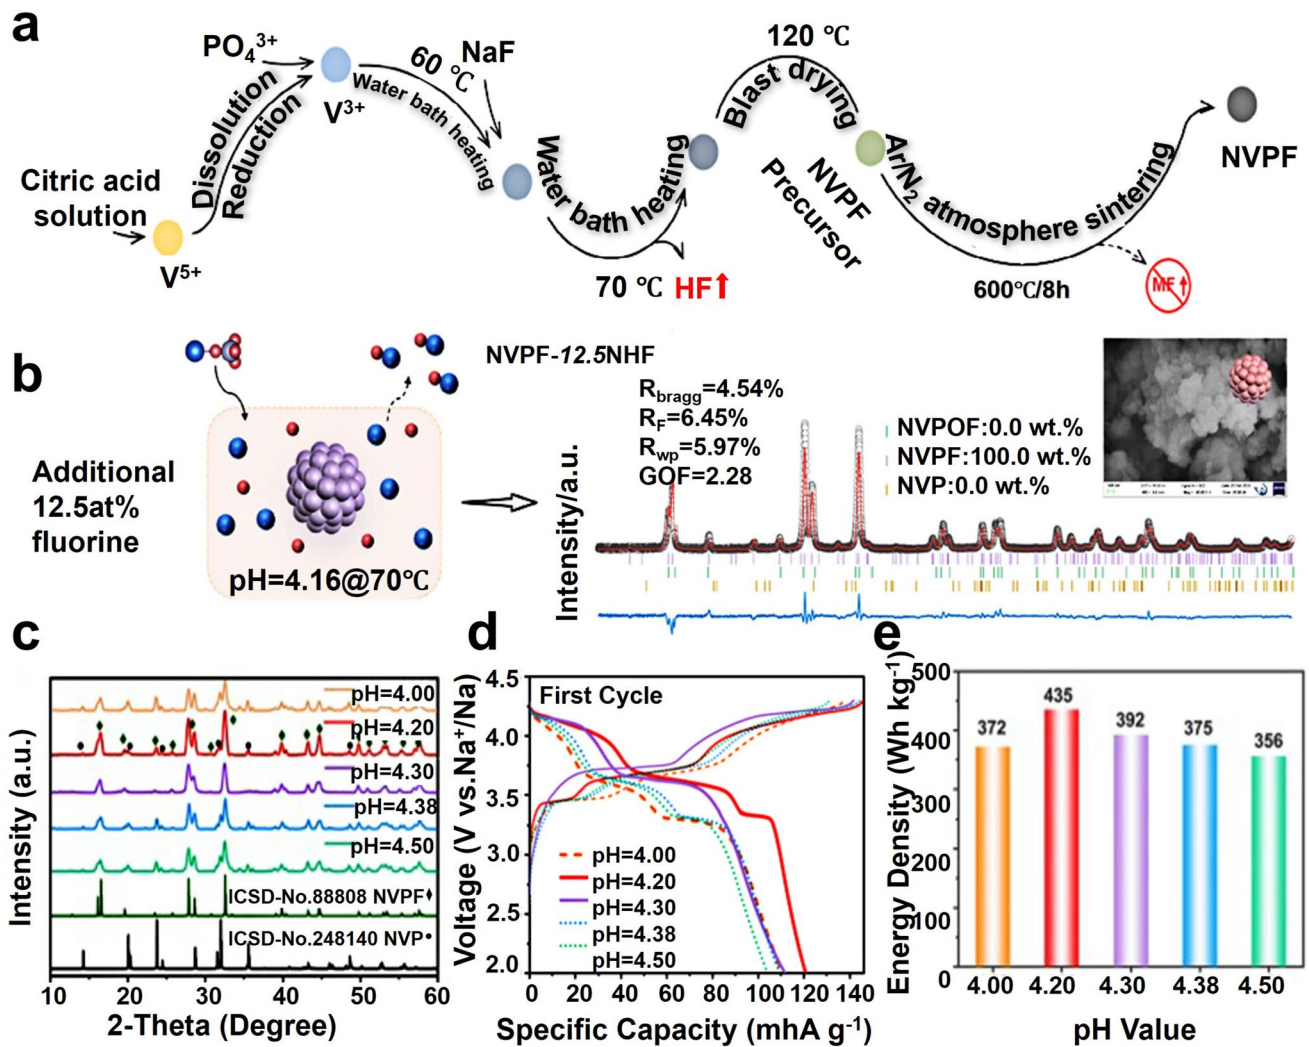 a
PO₄³⁺
Dissolution
Reduction
Citric acid
solution
V⁵⁺
V³⁺
60 ℃
NaF
Water bath heating
Water bath heating
70 ℃
HF↑
120 ℃
Blast drying
NVPF
Precursor
Ar/N₂ atmosphere sintering
600℃/8h
MF↑
NVPF
b
Additional
12.5at%
fluorine
pH=4.16@70℃
NVPF-12.5NHF
R_bragg=4.54%
R_F=6.45%
R_wp=5.97%
GOF=2.28
NVPOF:0.0 wt.%
NVPF:100.0 wt.%
NVP:0.0 wt.%
Intensity/a.u.
c
Intensity (a.u.)
pH=4.00
pH=4.20
pH=4.30
pH=4.38
pH=4.50
ICSD-No.88808 NVPF♦
ICSD-No.248140 NVP•
10 20 30 40 50 60
2-Theta (Degree)
d
Voltage (V vs.Na⁺/Na)
4.5
4.0
3.5
3.0
2.5
2.0
First Cycle
pH=4.00
pH=4.20
pH=4.30
pH=4.38
pH=4.50
0 20 40 60 80 100 120 140
Specific Capacity (mhA g⁻¹)
e
Energy Density (Wh kg⁻¹)
500
400
300
200
100
0
372
435
392
375
356
4.00 4.20 4.30 4.38 4.50
pH Value